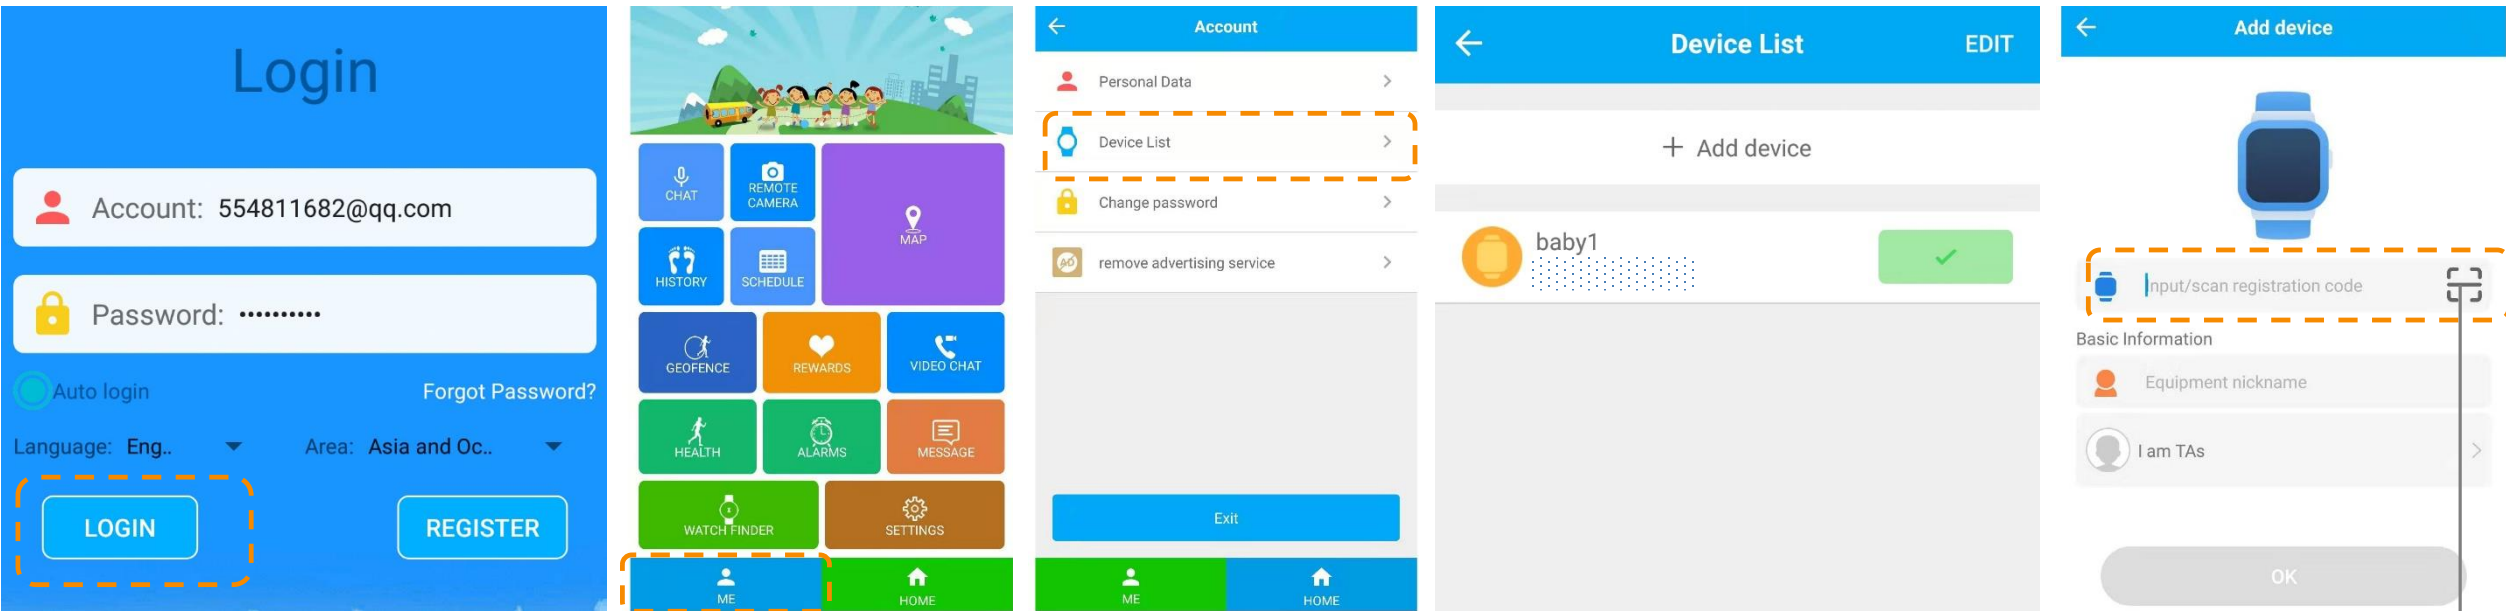 Login
Account: 554811682@qq.com
Password: ••••••••••
Auto login
Forgot Password?
Language: Eng..
Area: Asia and Oc..
LOGIN
REGISTER
CHAT
REMOTE
CAMERA
MAP
HISTORY
SCHEDULE
GEOFENCE
REWARDS
VIDEO CHAT
HEALTH
ALARMS
MESSAGE
WATCH FINDER
SETTINGS
ME
HOME
Account
Personal Data
Device List
Change password
AD
remove advertising service
Exit
ME
HOME
Device List
EDIT
+ Add device
baby1
Add device
Input/scan registration code
Basic Information
Equipment nickname
I am TAs
OK